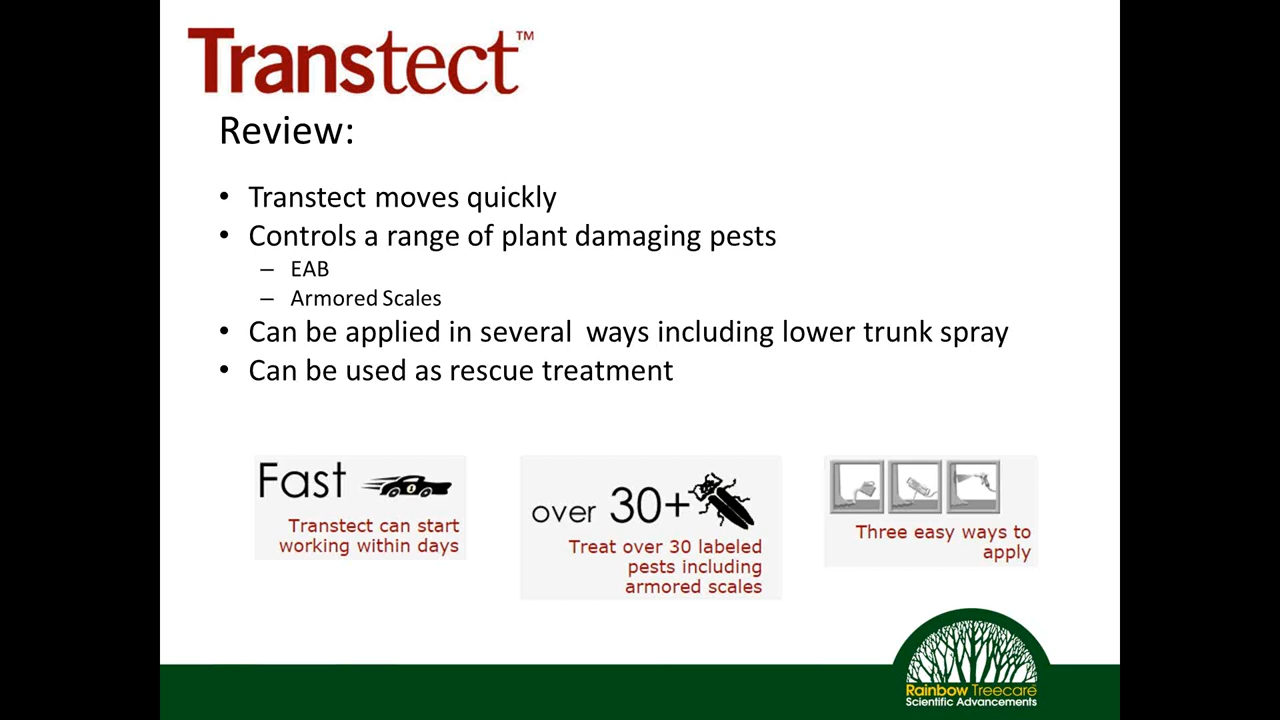 Transtect™
Review:
• Transtect moves quickly
• Controls a range of plant damaging pests
– EAB
– Armored Scales
• Can be applied in several  ways including lower trunk spray
• Can be used as rescue treatment
Fast
Transtect can start
working within days
over 30+
Treat over 30 labeled
pests including
armored scales
Three easy ways to
apply
Rainbow Treecare
Scientific Advancements